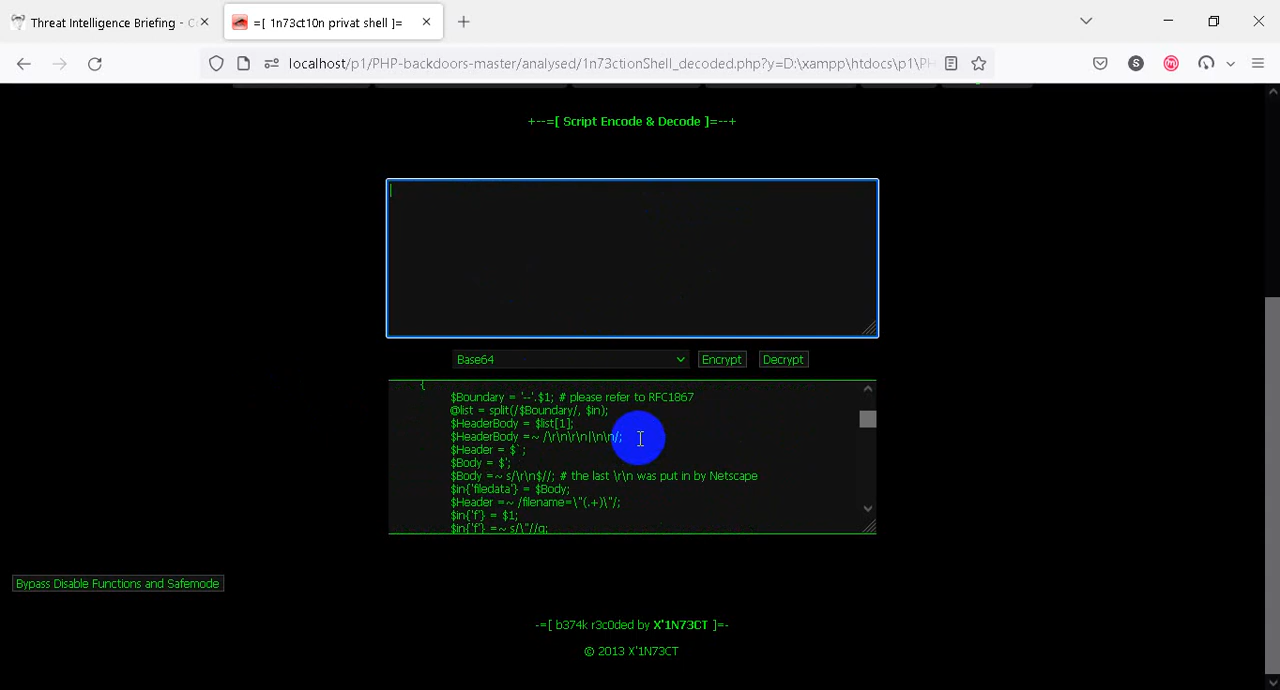 Threat Intelligence Briefing - C
=[ 1n73ct10n privat shell ]=
localhost/p1/PHP-backdoors-master/analysed/1n73ctionShell_decoded.php?y=D:\xampp\htdocs\p1\PH
S
+--=[ Script Encode & Decode ]=--+
Base64
Encrypt
Decrypt
{
$Boundary = '--'.$1; # please refer to RFC1867
@list = split(/$Boundary/, $in);
$HeaderBody = $list[1];
$HeaderBody =~ /\r\n\r\n|\n\n/;
$Header = $`;
$Body = $';
$Body =~ s/\r\n$//; # the last \r\n was put in by Netscape
$in{'filedata'} = $Body;
$Header =~ /filename=\"(.+)\"/;
$in{'f'} = $1;
$in{'f'} =~ s/\"//g;
Bypass Disable Functions and Safemode
-=[ b374k r3c0ded by X'1N73CT ]=-
© 2013 X'1N73CT